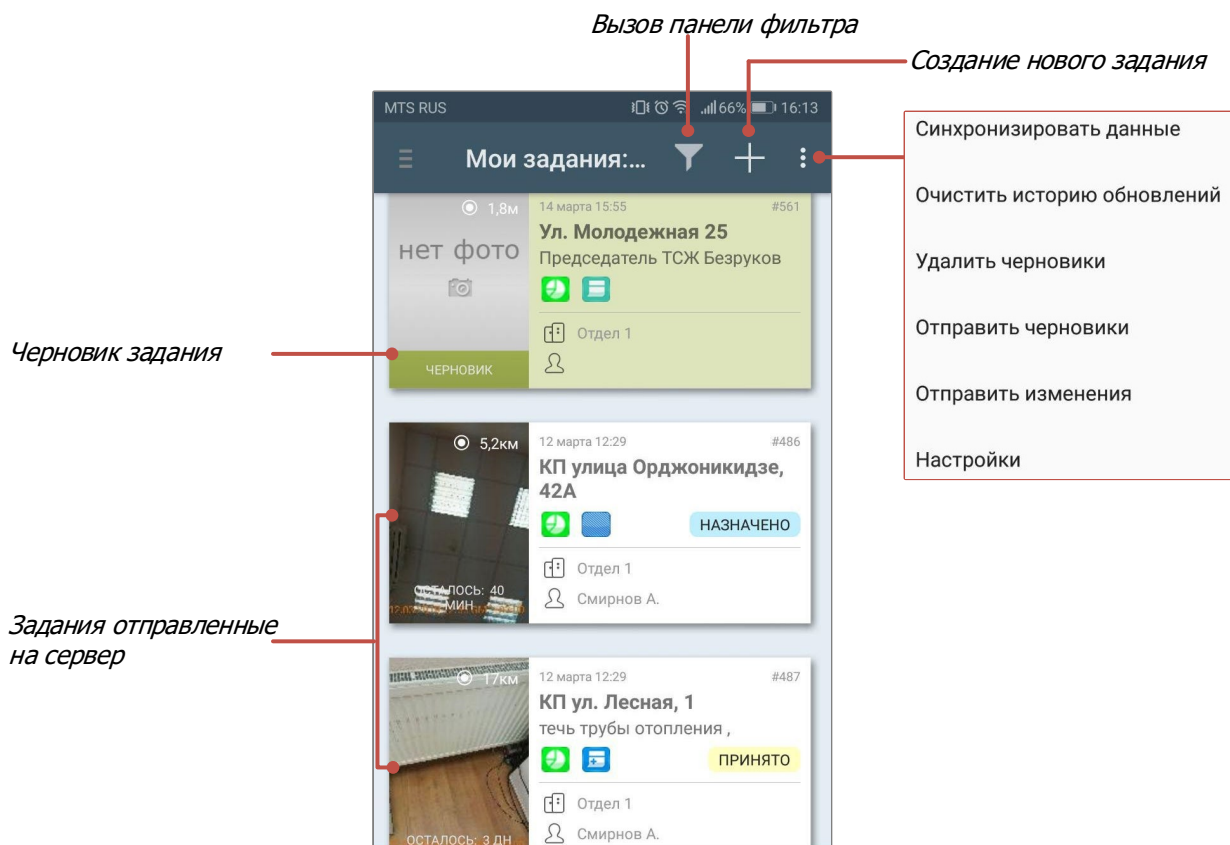 Вызов панели фильтра
Создание нового задания
MTS RUS
66%
16:13
Мои задания:...
Синхронизировать данные
Очистить историю обновлений
Удалить черновики
Отправить черновики
Отправить изменения
Настройки
Черновик задания
1,8м
нет фото
ЧЕРНОВИК
14 марта 15:55
#561
Ул. Молодежная 25
Председатель ТСЖ Безруков
Отдел 1
Задания отправленные
на сервер
5,2км
ОСТАЛОСЬ: 40
МИН
12 марта 12:29
#486
КП улица Орджоникидзе,
42А
НАЗНАЧЕНО
Отдел 1
Смирнов А.
17км
ОСТАЛОСЬ: 3 ДН
12 марта 12:29
#487
КП ул. Лесная, 1
течь трубы отопления ,
ПРИНЯТО
Отдел 1
Смирнов А.